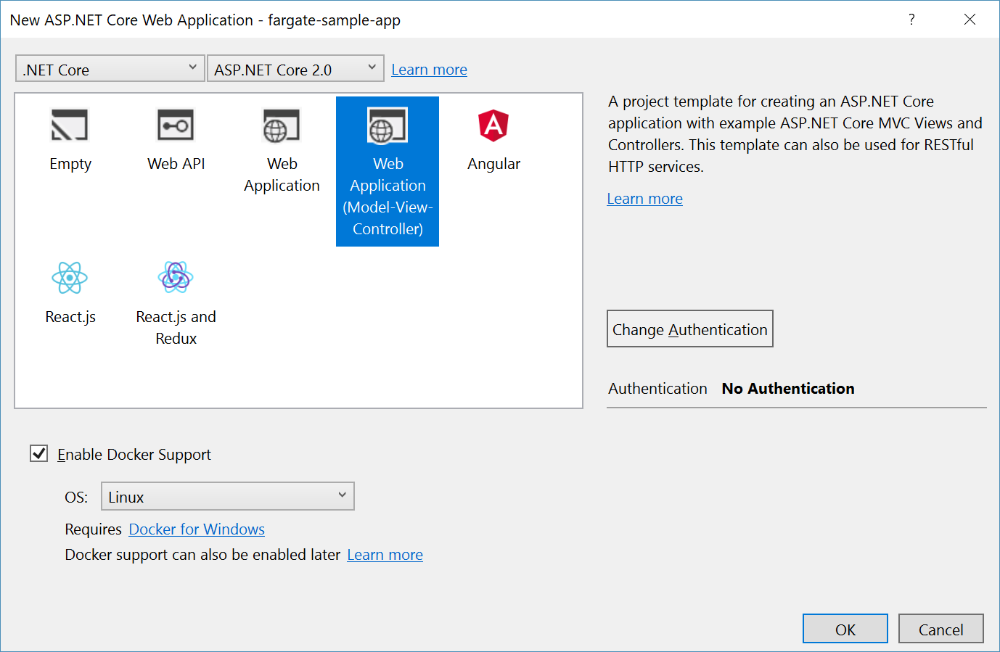 New ASP.NET Core Web Application - fargate-sample-app
?
.NET Core
ASP.NET Core 2.0
Learn more
Empty
Web API
Web
Application
Web
Application
(Model-View-
Controller)
Angular
React.js
React.js and
Redux
A project template for creating an ASP.NET Core
application with example ASP.NET Core MVC Views and
Controllers. This template can also be used for RESTful
HTTP services.
Learn more
Change Authentication
Authentication No Authentication
Enable Docker Support
OS: Linux
Requires Docker for Windows
Docker support can also be enabled later Learn more
OK
Cancel